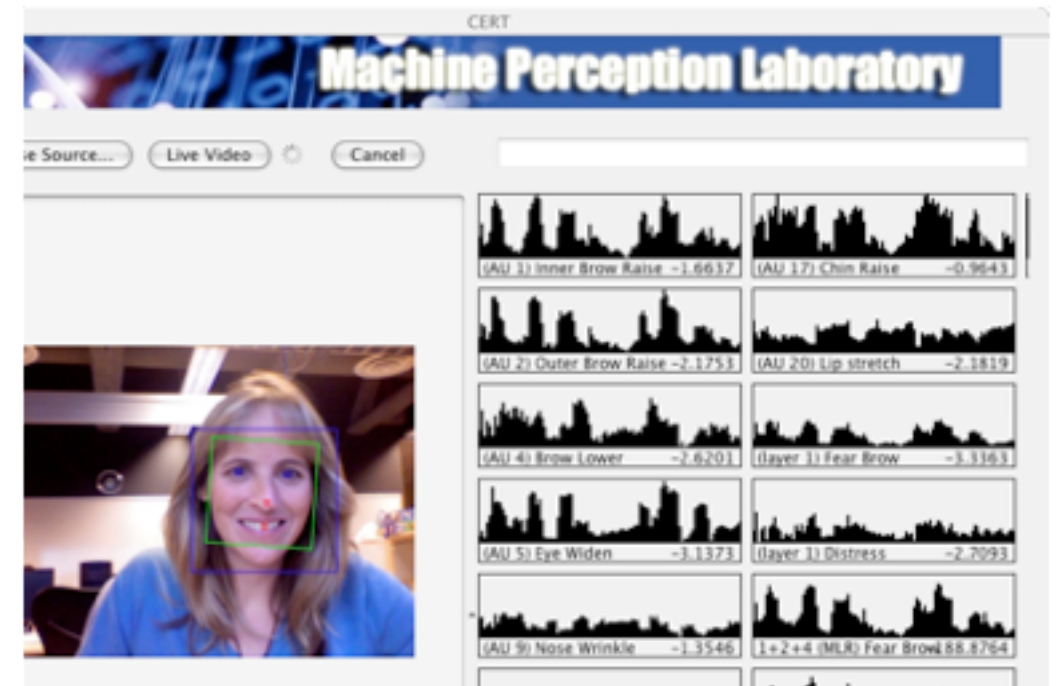 CERT
Machine Perception Laboratory
se Source...
Live Video
Cancel
(AU 1) Inner Brow Raise -1.6637
(AU 17) Chin Raise -0.9643
(AU 2) Outer Brow Raise -2.1753
(AU 20) Lip stretch -2.1819
(AU 4) Brow Lower -2.6201
(layer 1) Fear Brow -3.3363
(AU 5) Eye Widen -3.1373
(layer 1) Distress -2.7093
(AU 9) Nose Wrinkle -1.3546
1+2+4 (MLR) Fear Brow